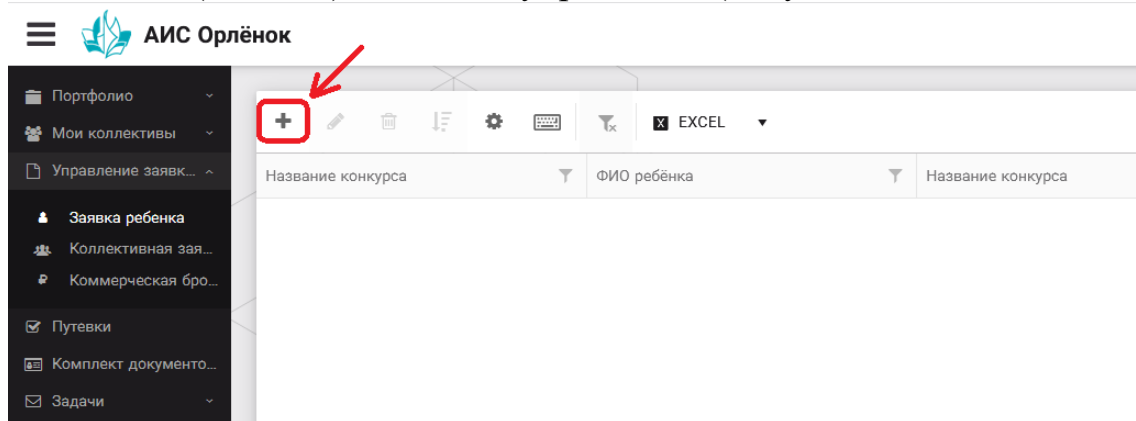 АИС Орлёнок
Портфолио
Мои коллективы
Управление заявк...
Заявка ребенка
Коллективная зая...
Коммерческая бро...
Путевки
Комплект документо...
Задачи
EXCEL
Название конкурса
ФИО ребёнка
Название конкурса